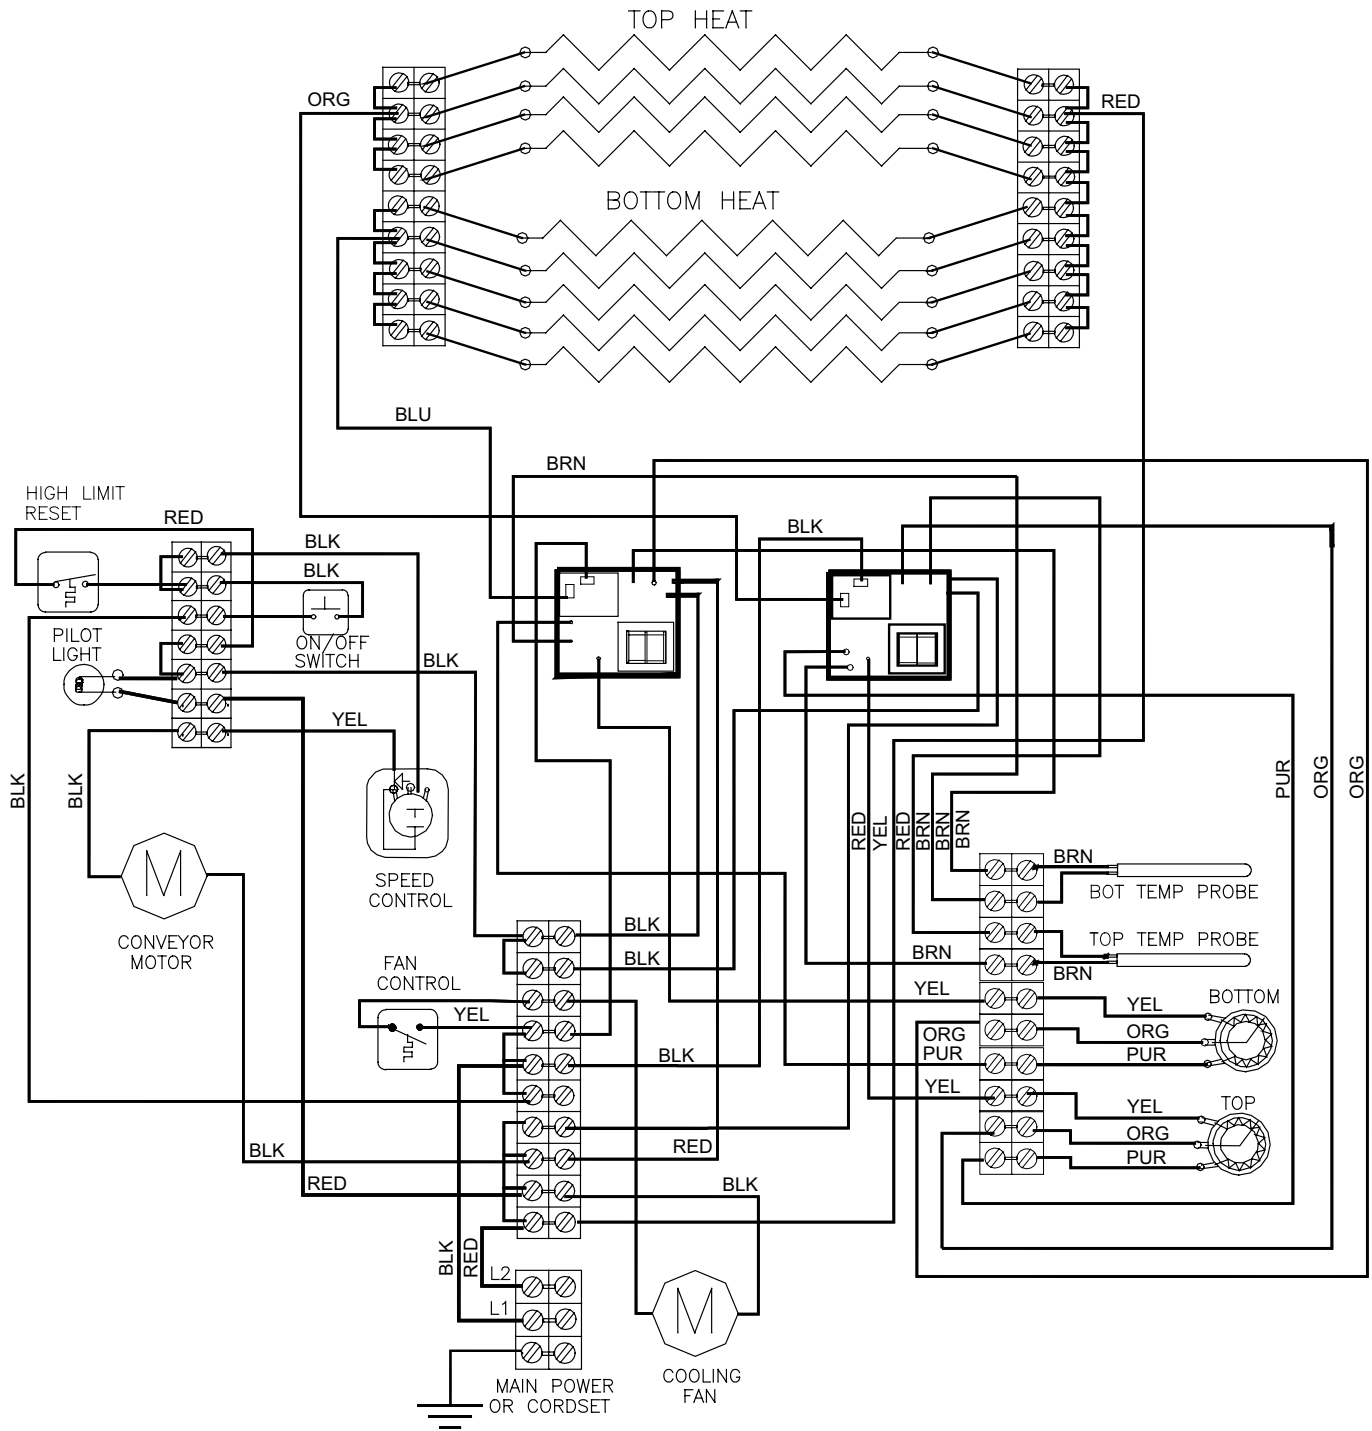 TOP HEAT
ORG
RED
BOTTOM HEAT
BLU
BRN
HIGH LIMIT
RESET
RED
BLK
BLK
BLK
PILOT
LIGHT
ON/OFF
SWITCH
BLK
YEL
BLK
BLK
SPEED
CONTROL
RED
YEL
RED
BRN
BRN
BRN
PUR
ORG
ORG
BRN
BOT TEMP PROBE
CONVEYOR
MOTOR
BLK
TOP TEMP PROBE
FAN
CONTROL
BLK
BRN
BRN
YEL
YEL
BOTTOM
YEL
ORG
ORG
BLK
PUR
PUR
YEL
YEL
TOP
ORG
BLK
RED
PUR
RED
BLK
BLK
RED
L2
L1
MAIN POWER
OR CORDSET
COOLING
FAN
M
M